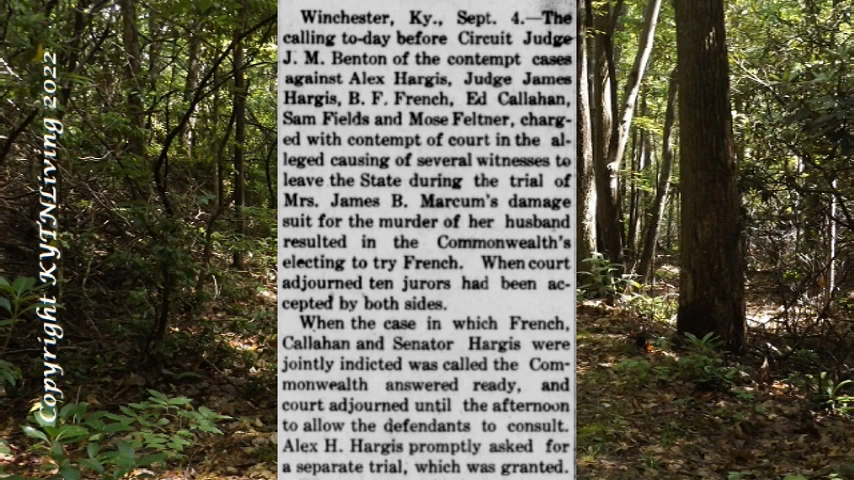 Copyright KYTNLiving 2022
Winchester, Ky., Sept. 4.—The
calling to-day before Circuit Judge
J. M. Benton of the contempt cases
against Alex Hargis, Judge James
Hargis, B. F. French, Ed Callahan,
Sam Fields and Mose Feltner, charg-
ed with contempt of court in the al-
leged causing of several witnesses to
leave the State during the trial of
Mrs. James B. Marcum's damage
suit for the murder of her husband
resulted in the Commonwealth's
electing to try French. When court
adjourned ten jurors had been ac-
cepted by both sides.
When the case in which French,
Callahan and Senator Hargis were
jointly indicted was called the Com-
monwealth answered ready, and
court adjourned until the afternoon
to allow the defendants to consult.
Alex H. Hargis promptly asked for
a separate trial, which was granted.